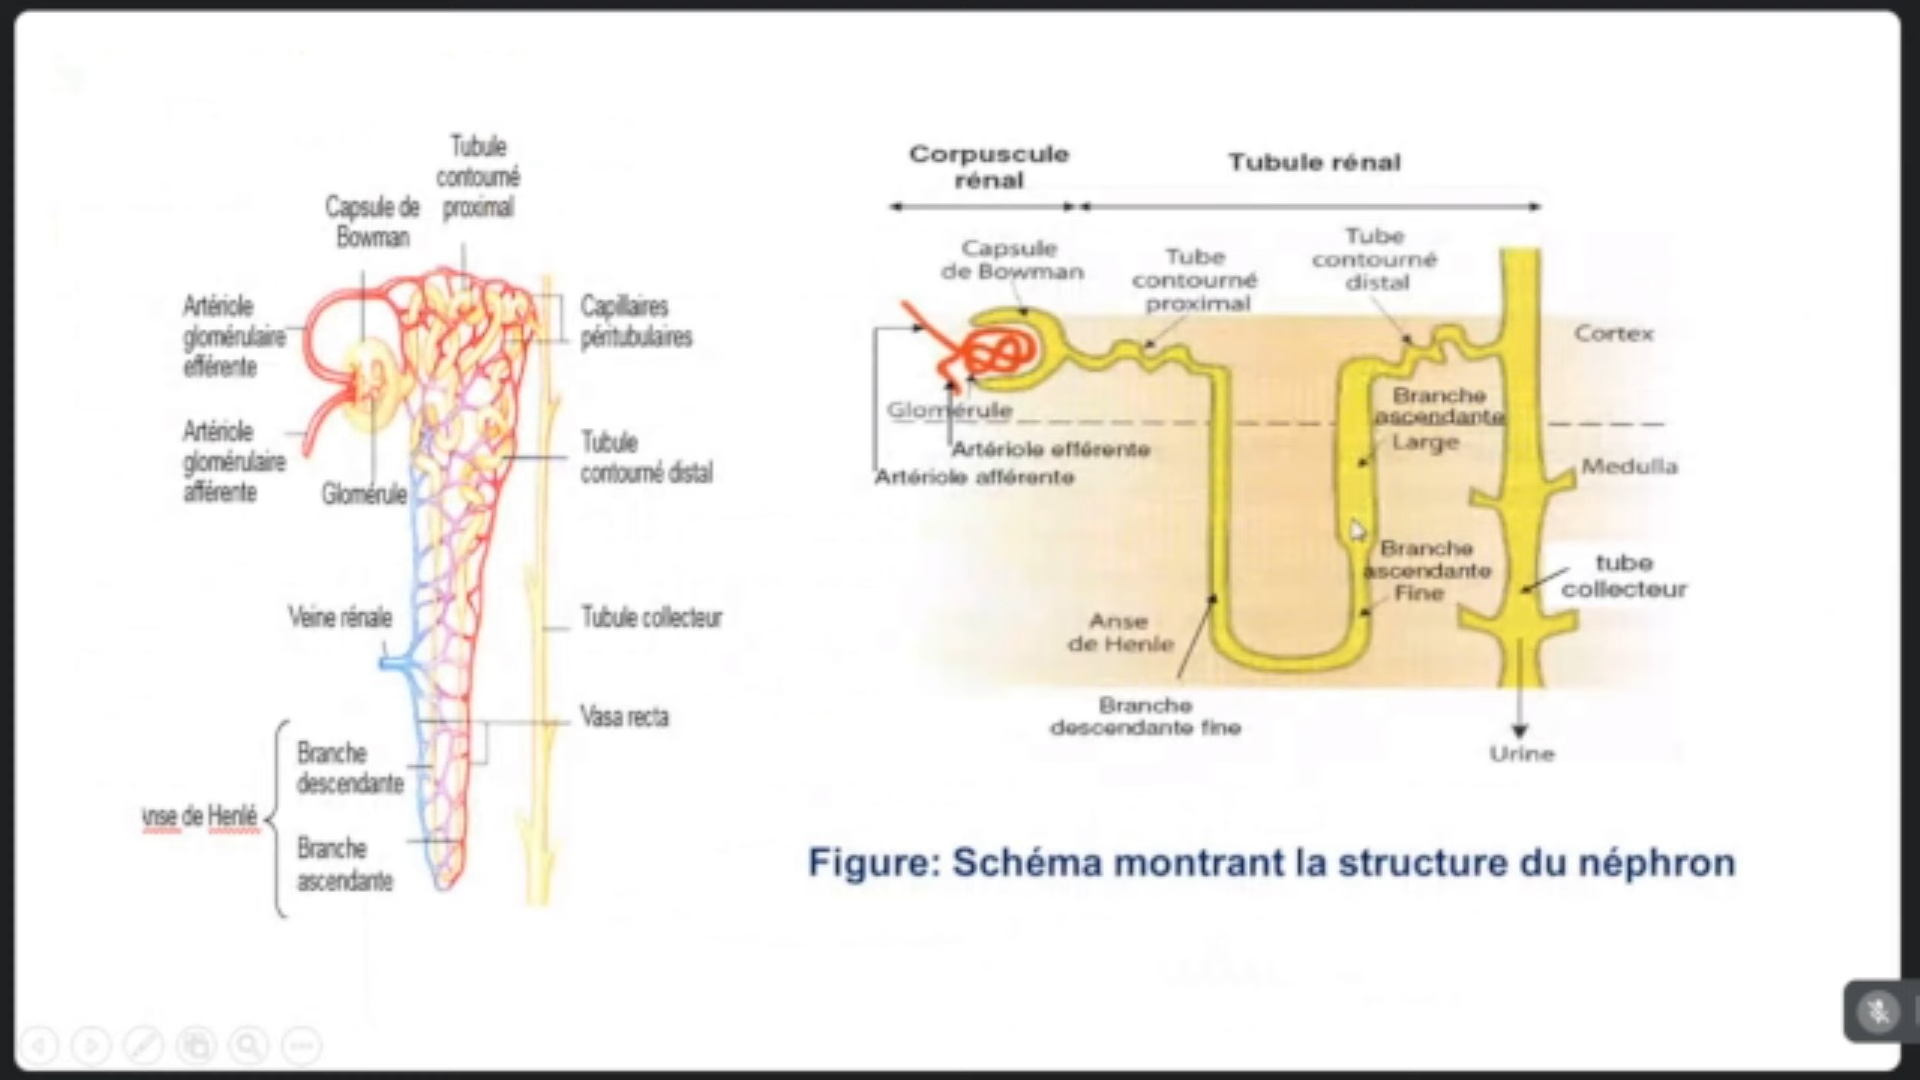 Tubule
contourné
proximal
Capsule de
Bowman
Artériole
glomérulaire
efférente
Capillaires
péritubulaires
Artériole
glomérulaire
afférente
Glomérule
Tubule
contourné distal
Veine rénale
Tubule collecteur
Vasa recta
Branche
descendante
Anse de Henlé
Branche
ascendante
Corpuscule
rénal
Tubule rénal
Capsule
de Bowman
Tube
contourné
proximal
Tube
contourné
distal
Cortex
Glomérule
Artériole efférente
Artériole afférente
Branche
ascendante
Large
Medulla
Branche
ascendante
Fine
tube
collecteur
Anse
de Henle
Branche
descendante fine
Urine
Figure: Schéma montrant la structure du néphron